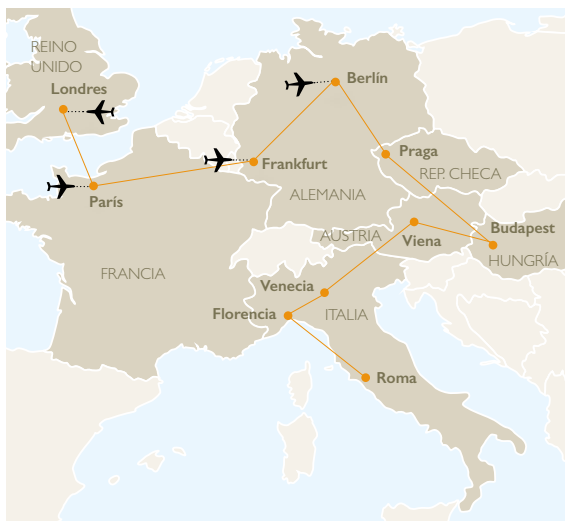 REINO
UNIDO
Londres
Berlín
Praga
Frankfurt
REP. CHECA
ALEMANIA
París
Budapest
AUSTRIA
Viena
HUNGRÍA
FRANCIA
Venecia
Florencia
ITALIA
Roma